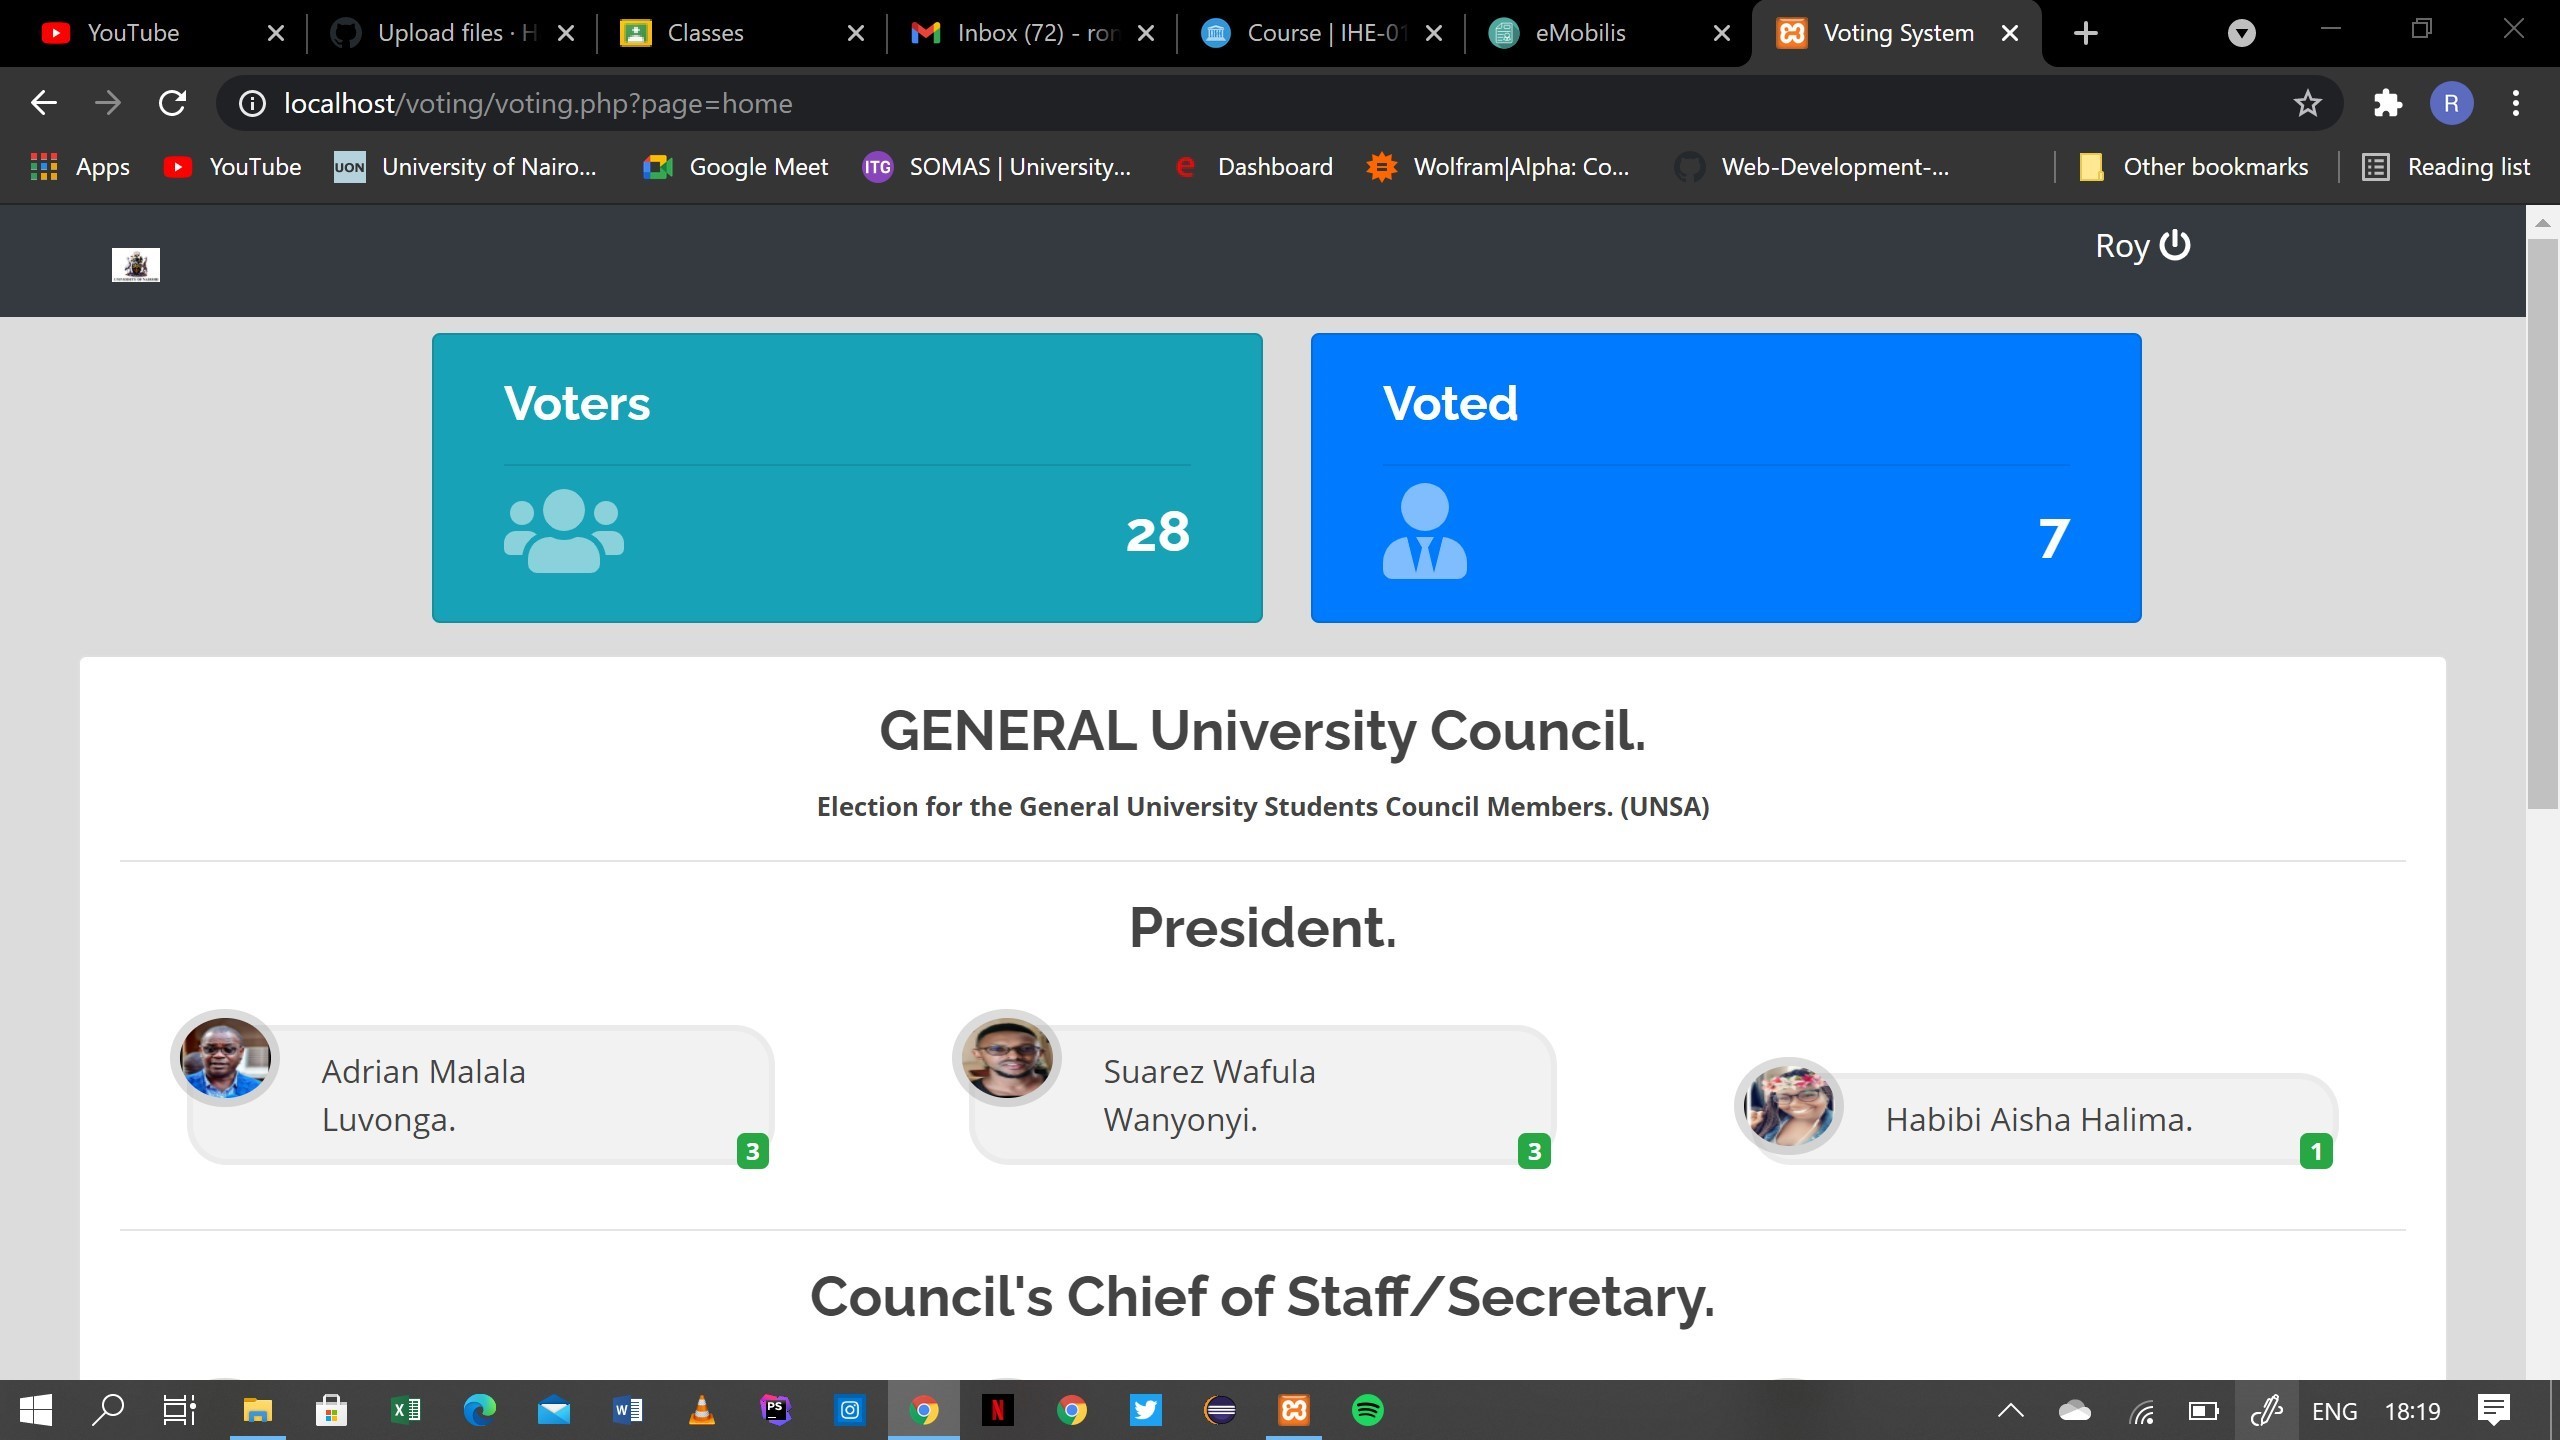 YouTube
Upload files · H
Classes
Inbox (72) - ror
Course | IHE-01
eMobilis
Voting System
localhost/voting/voting.php?page=home
R
Apps
YouTube
UON
University of Nairo...
Google Meet
ITG
SOMAS | University...
e
Dashboard
Wolfram|Alpha: Co...
Web-Development-...
Other bookmarks
Reading list
Roy
Voters
28
Voted
7
GENERAL University Council.
Election for the General University Students Council Members. (UNSA)
President.
Adrian Malala
Luvonga.
3
Suarez Wafula
Wanyonyi.
3
Habibi Aisha Halima.
1
Council's Chief of Staff/Secretary.
PS
N
ENG
18:19